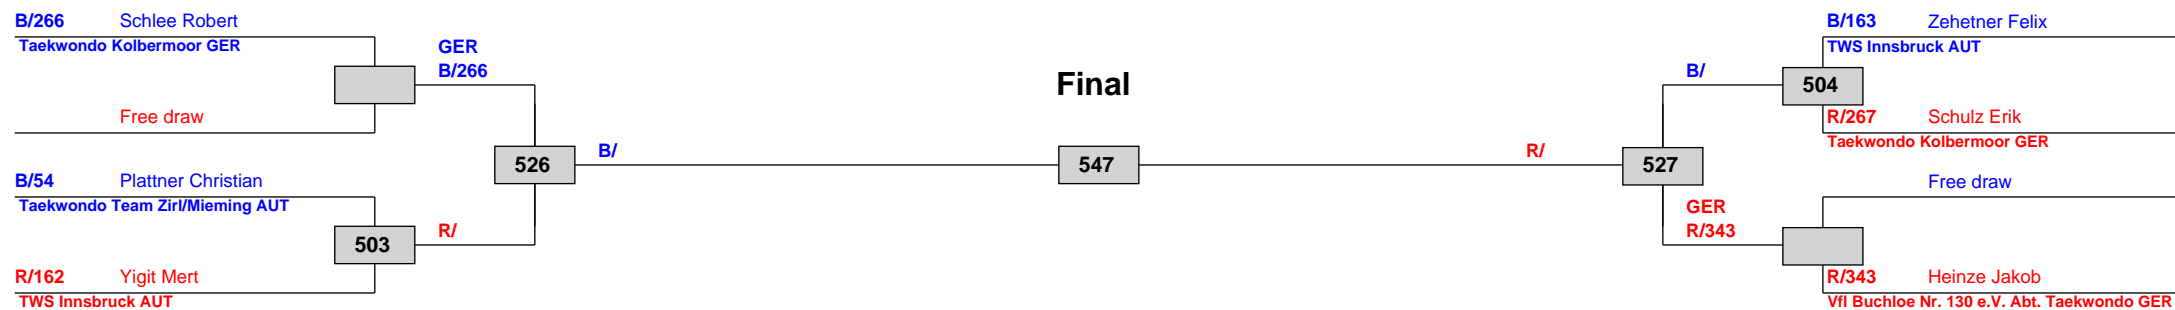 B/266 Schlee Robert
Taekwondo Kolbermoor GER
GER
B/266
Free draw
B/54 Plattner Christian
Taekwondo Team Zirl/Mieming AUT
503
R/
R/162 Yigit Mert
TWS Innsbruck AUT
526
B/
Final
547
R/
527
B/
GER
R/343
B/163 Zehetner Felix
TWS Innsbruck AUT
504
R/267 Schulz Erik
Taekwondo Kolbermoor GER
Free draw
R/343 Heinze Jakob
Vfl Buchloe Nr. 130 e.V. Abt. Taekwondo GER